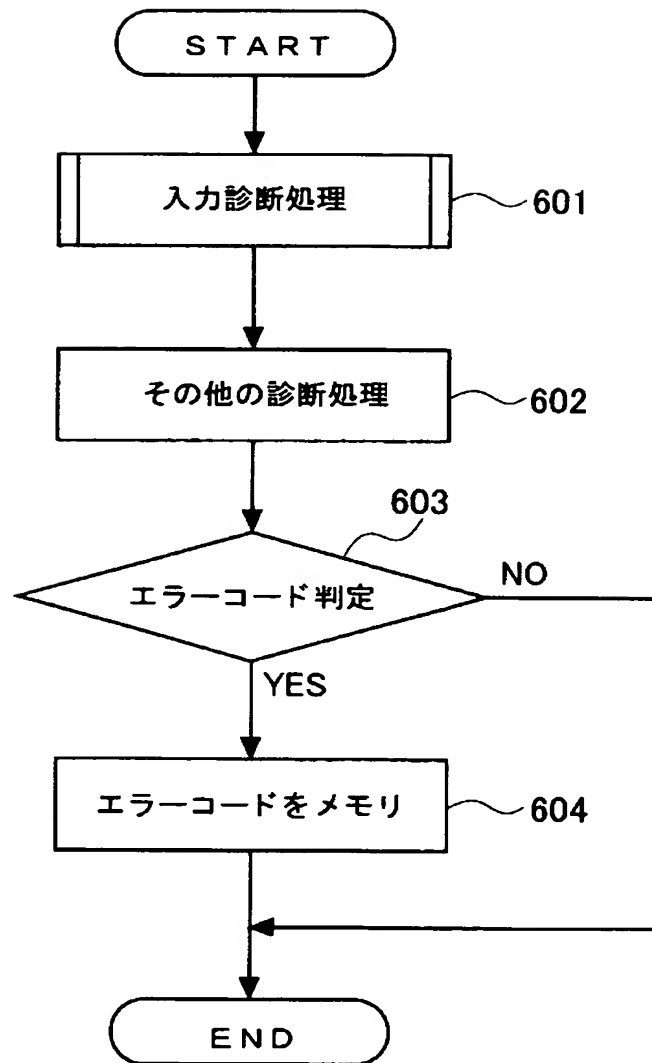 START
入力診断処理
601
その他の診断処理
602
603
エラーコード判定
NO
YES
エラーコードをメモリ
604
END